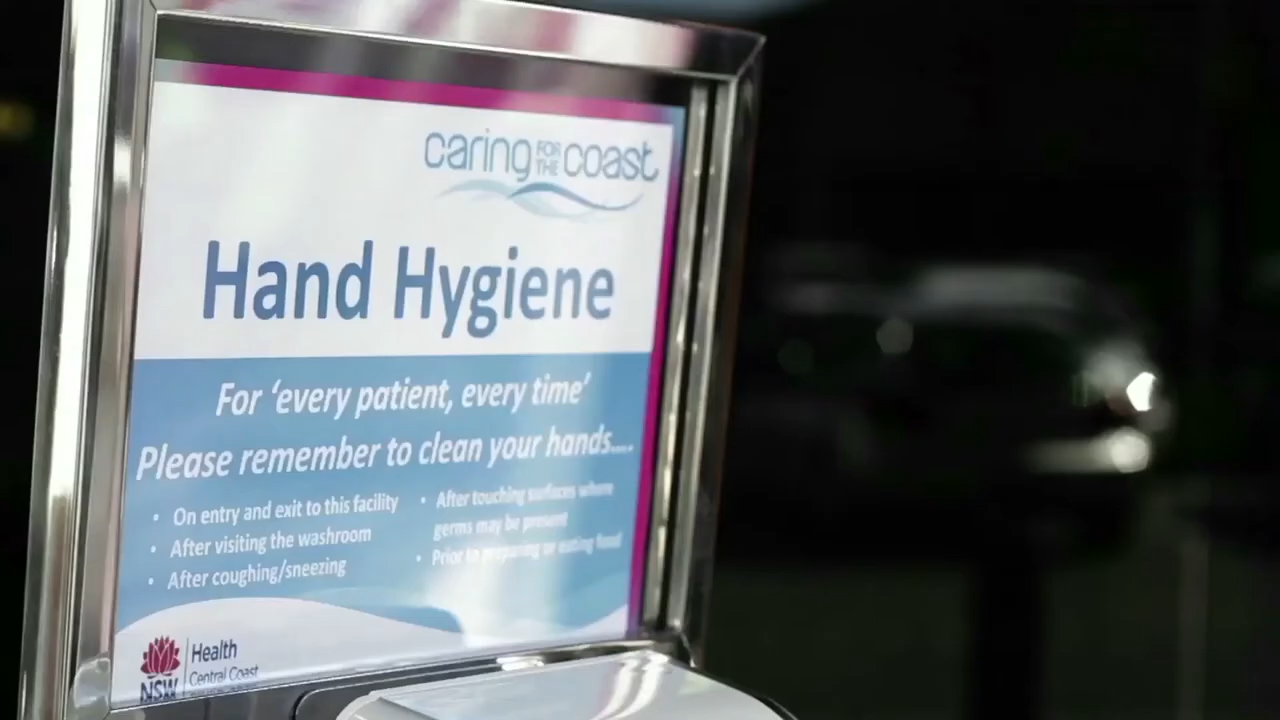 caring FOR THE coast
Hand Hygiene
For ‘every patient, every time’
Please remember to clean your hands....
• On entry and exit to this facility
• After visiting the washroom
• After coughing/sneezing
• After touching surfaces where
germs may be present
• Prior to preparing or eating food
Health
Central Coast
NSW